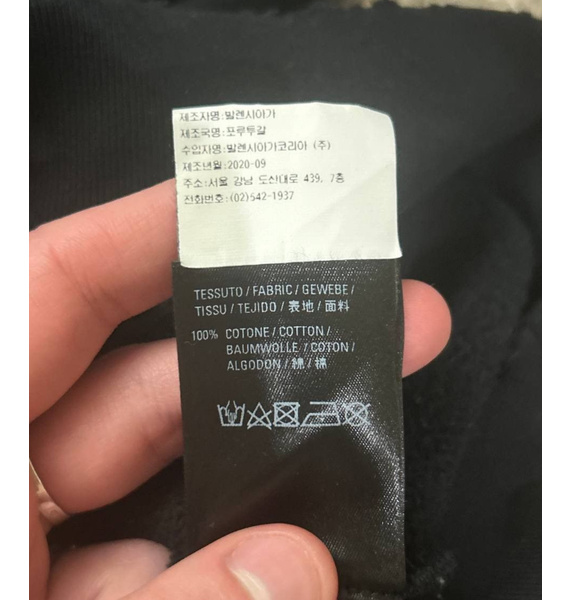 제조자명:발렌시아가
제조국명:포루투갈
수입자명:발렌시아가코리아 (주)
제조년월:2020-09
주소:서울 강남 도산대로 439, 7층
전화번호:(02)542-1937
TESSUTO / FABRIC / GEWEBE /
TISSU / TEJIDO / 表地 / 面料
100% COTONE / COTTON /
BAUMWOLLE / COTON /
ALGODON / 綿 / 棉